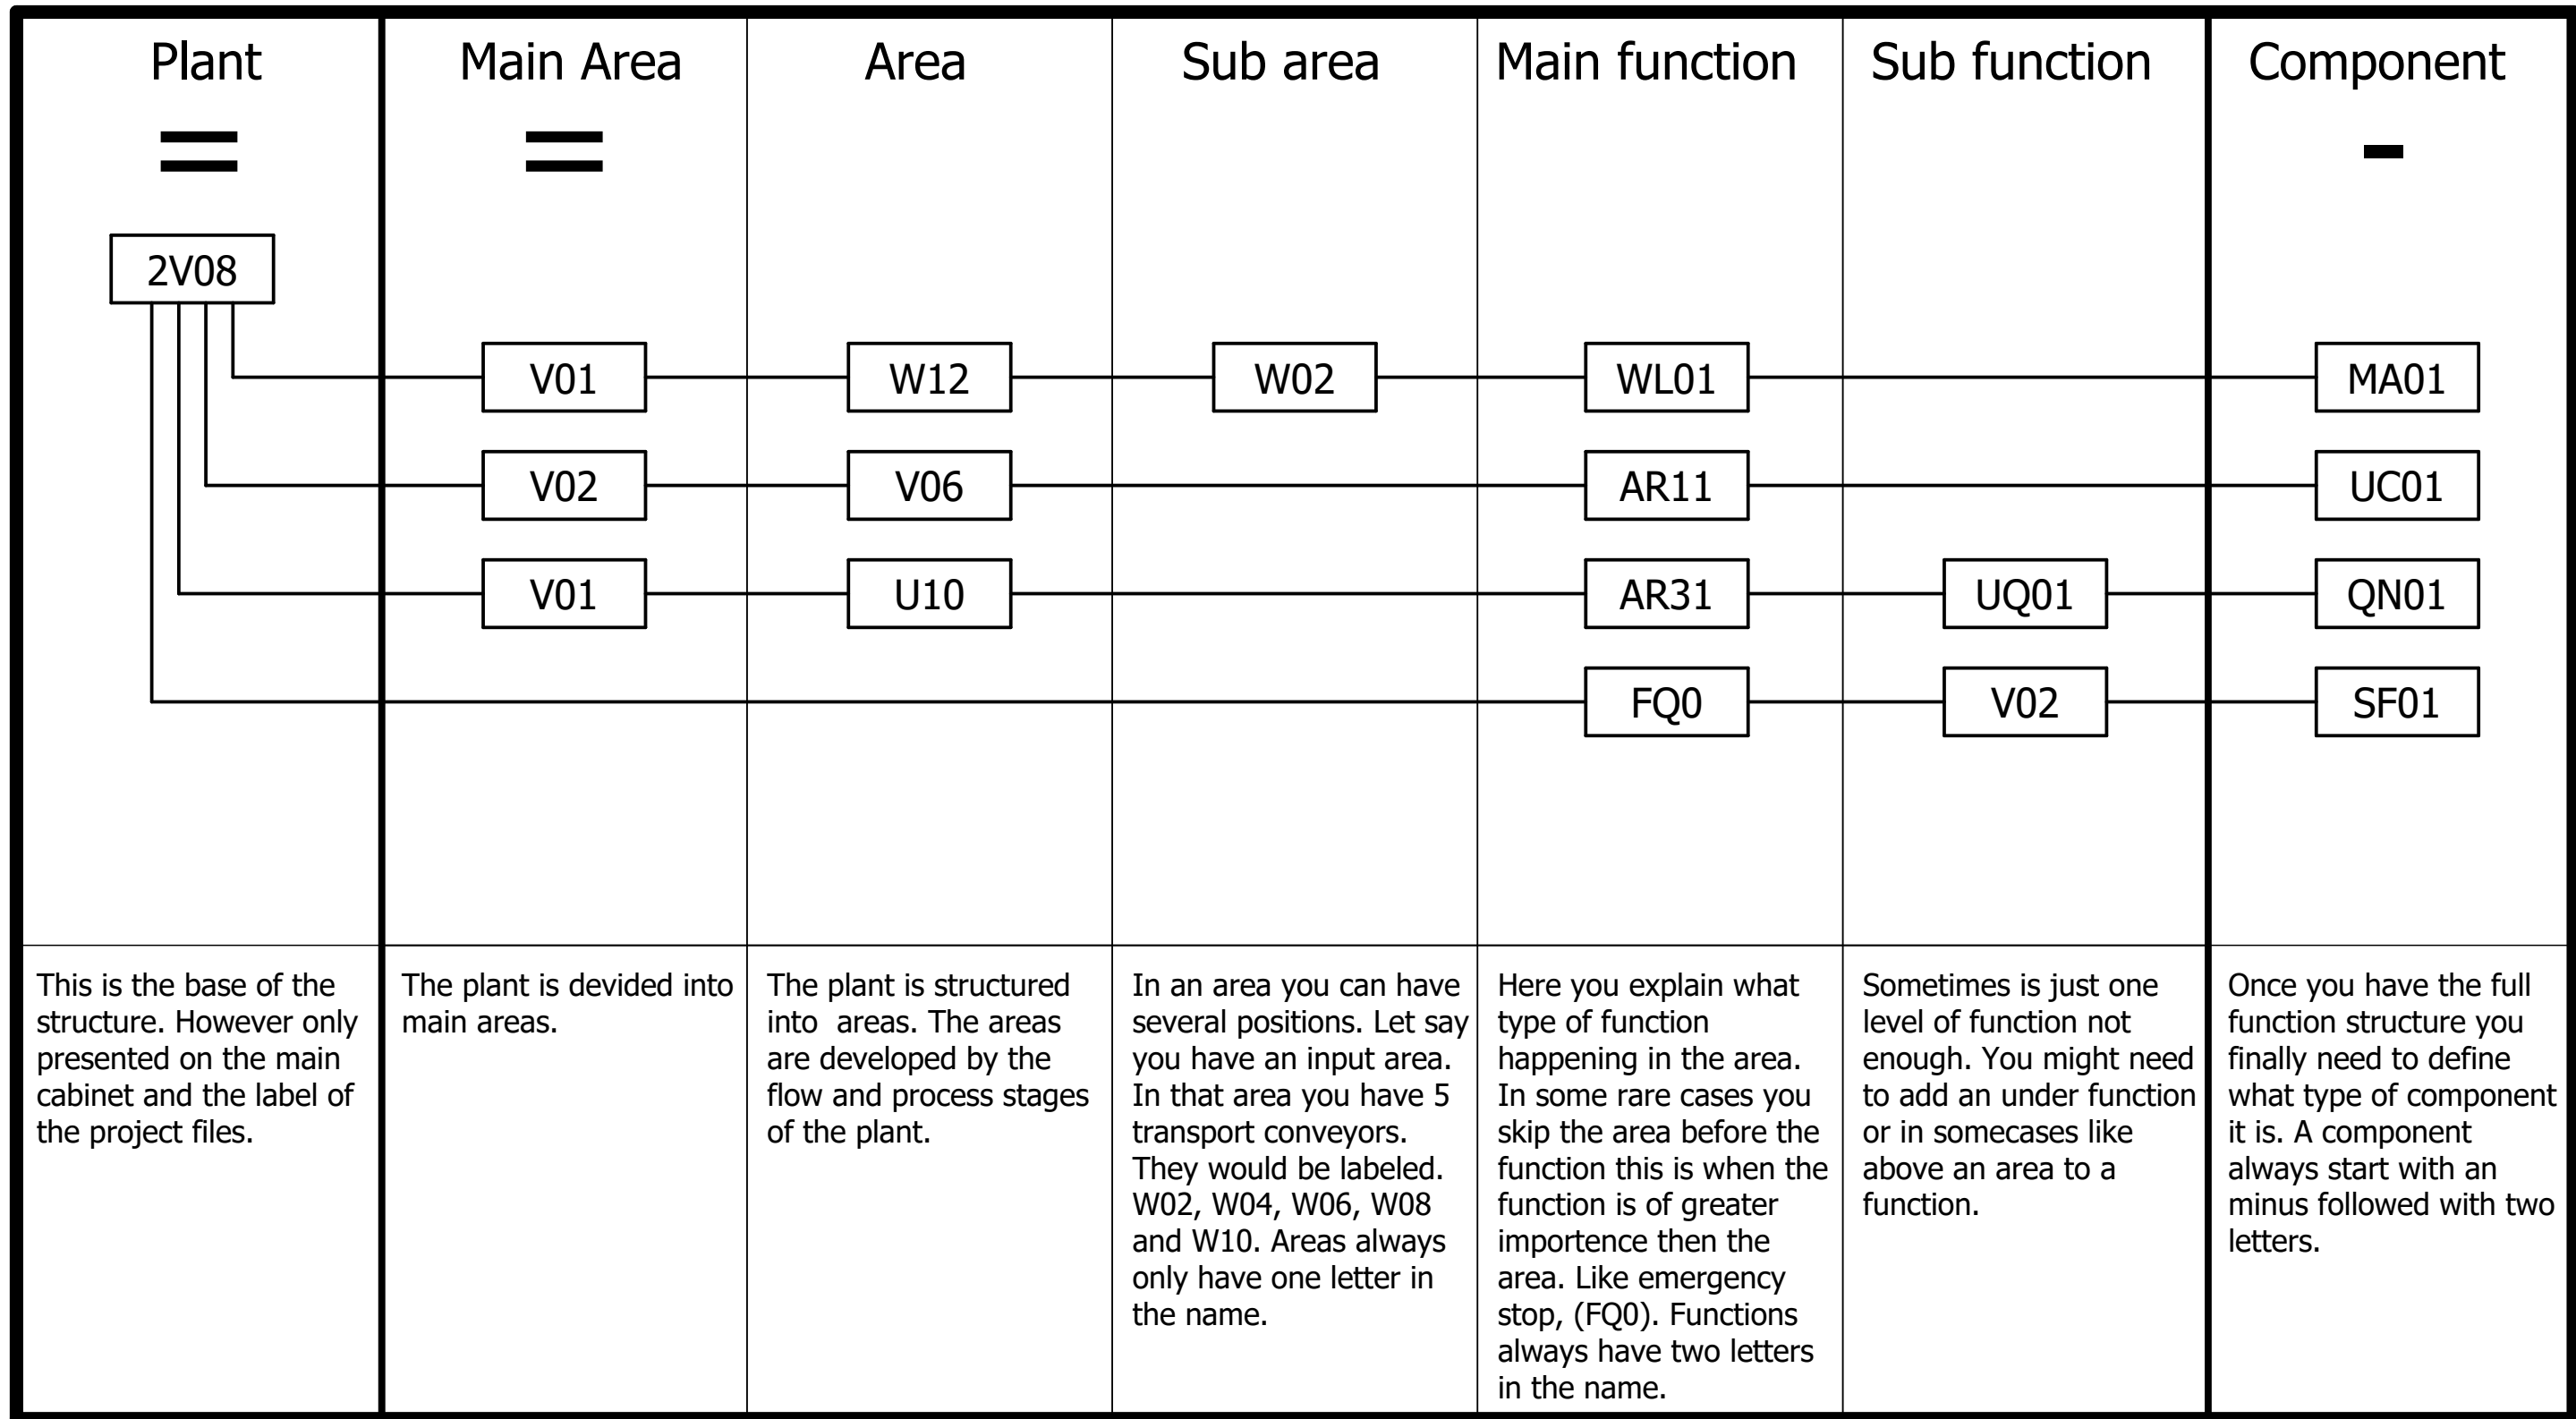 Plant
Main Area
Area
Sub area
Main function
Sub function
Component
=
=
-
2V08
V01
W12
W02
WL01
MA01
V02
V06
AR11
UC01
V01
U10
AR31
UQ01
QN01
FQ0
V02
SF01
This is the base of the
structure. However only
presented on the main
cabinet and the label of
the project files.
The plant is devided into
main areas.
The plant is structured
into  areas. The areas
are developed by the
flow and process stages
of the plant.
In an area you can have
several positions. Let say
you have an input area.
In that area you have 5
transport conveyors.
They would be labeled.
W02, W04, W06, W08
and W10. Areas always
only have one letter in
the name.
Here you explain what
type of function
happening in the area.
In some rare cases you
skip the area before the
function this is when the
function is of greater
importence then the
area. Like emergency
stop, (FQ0). Functions
always have two letters
in the name.
Sometimes is just one
level of function not
enough. You might need
to add an under function
or in somecases like
above an area to a
function.
Once you have the full
function structure you
finally need to define
what type of component
it is. A component
always start with an
minus followed with two
letters.